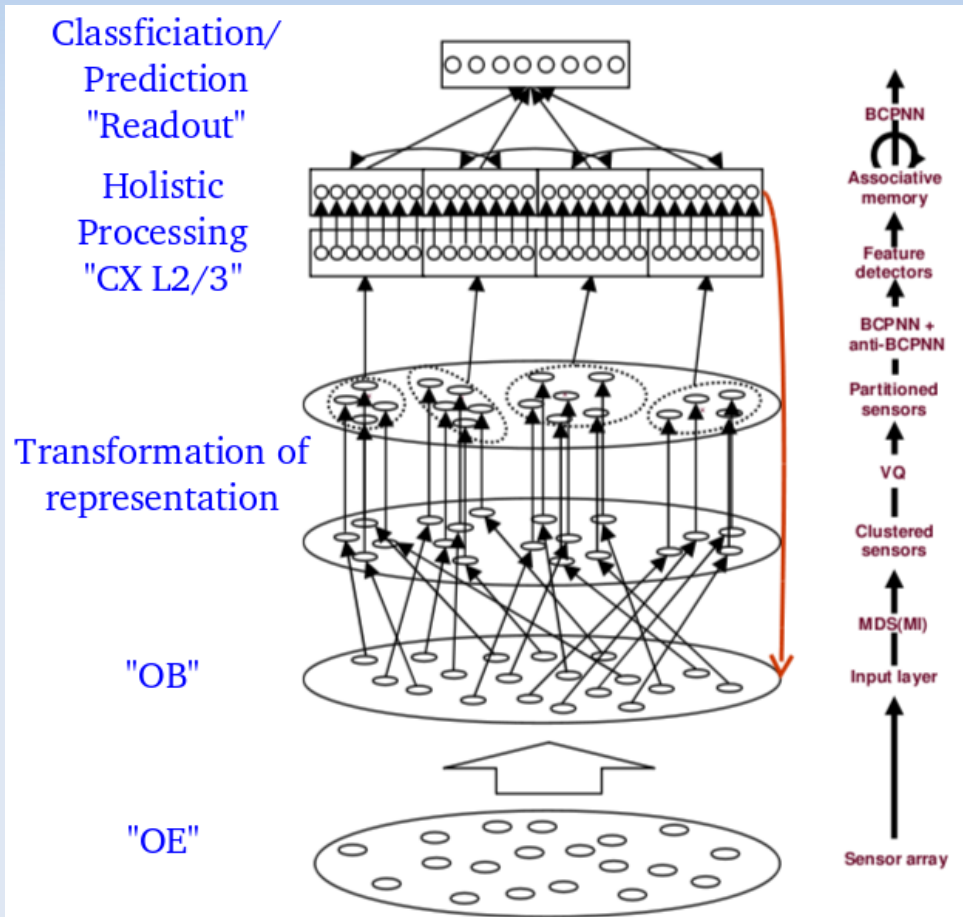 Classficiation/
Prediction
"Readout"
Holistic
Processing
"CX L2/3"
Transformation of
representation
"OB"
"OE"
BCPNN
Associative
memory
Feature
detectors
BCPNN +
anti-BCPNN
Partitioned
sensors
VQ
Clustered
sensors
MDS(MI)
Input layer
Sensor array